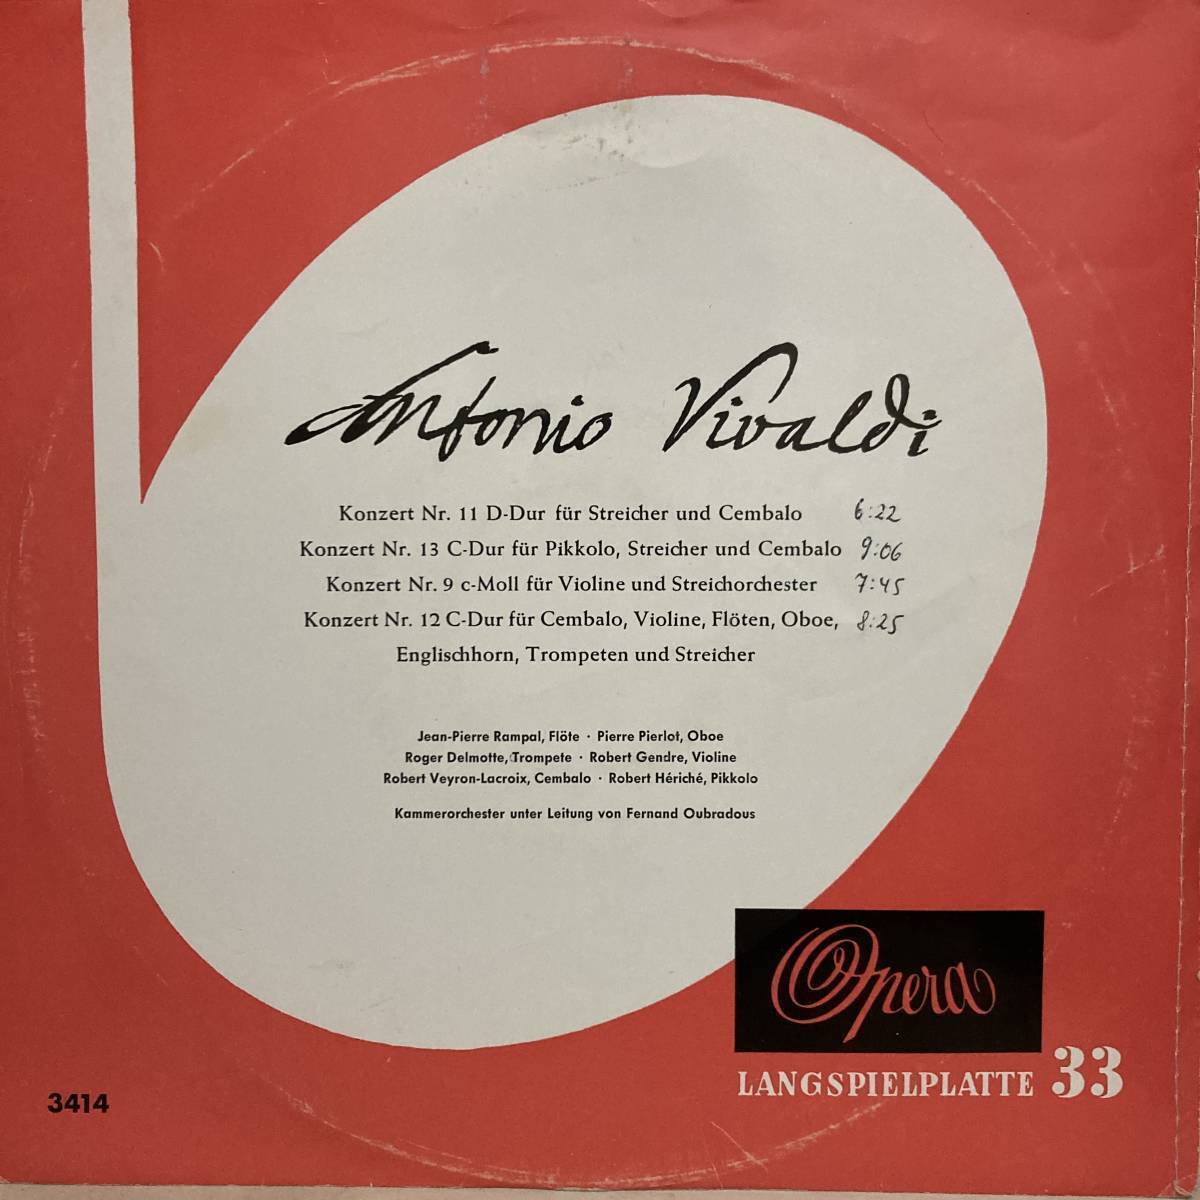 Antonio Vivaldi
Konzert Nr. 11 D-Dur für Streicher und Cembalo 6:22
Konzert Nr. 13 C-Dur für Pikkolo, Streicher und Cembalo 9:06
Konzert Nr. 9 c-Moll für Violine und Streichorchester 7:45
Konzert Nr. 12 C-Dur für Cembalo, Violine, Flöten, Oboe, 8:25
Englischhorn, Trompeten und Streicher
Jean-Pierre Rampal, Flöte · Pierre Pierlot, Oboe
Roger Delmotte, Trompete · Robert Gendre, Violine
Robert Veyron-Lacroix, Cembalo · Robert Hériché, Pikkolo
Kammerorchester unter Leitung von Fernand Oubradous
Opera
LANGSPIELPLATTE 33
3414